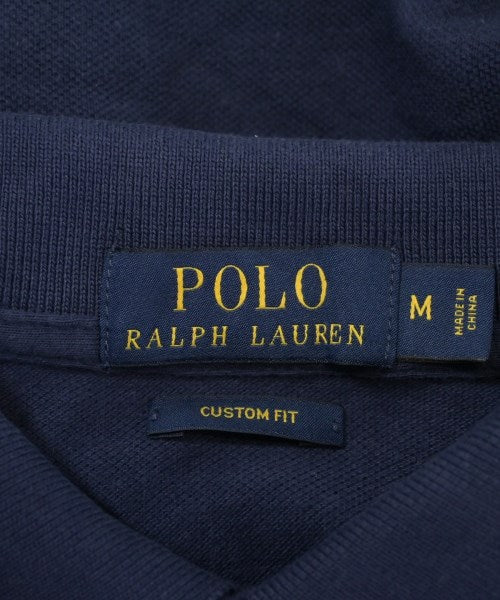 POLO
RALPH LAUREN
M
MADE IN
CHINA
CUSTOM FIT